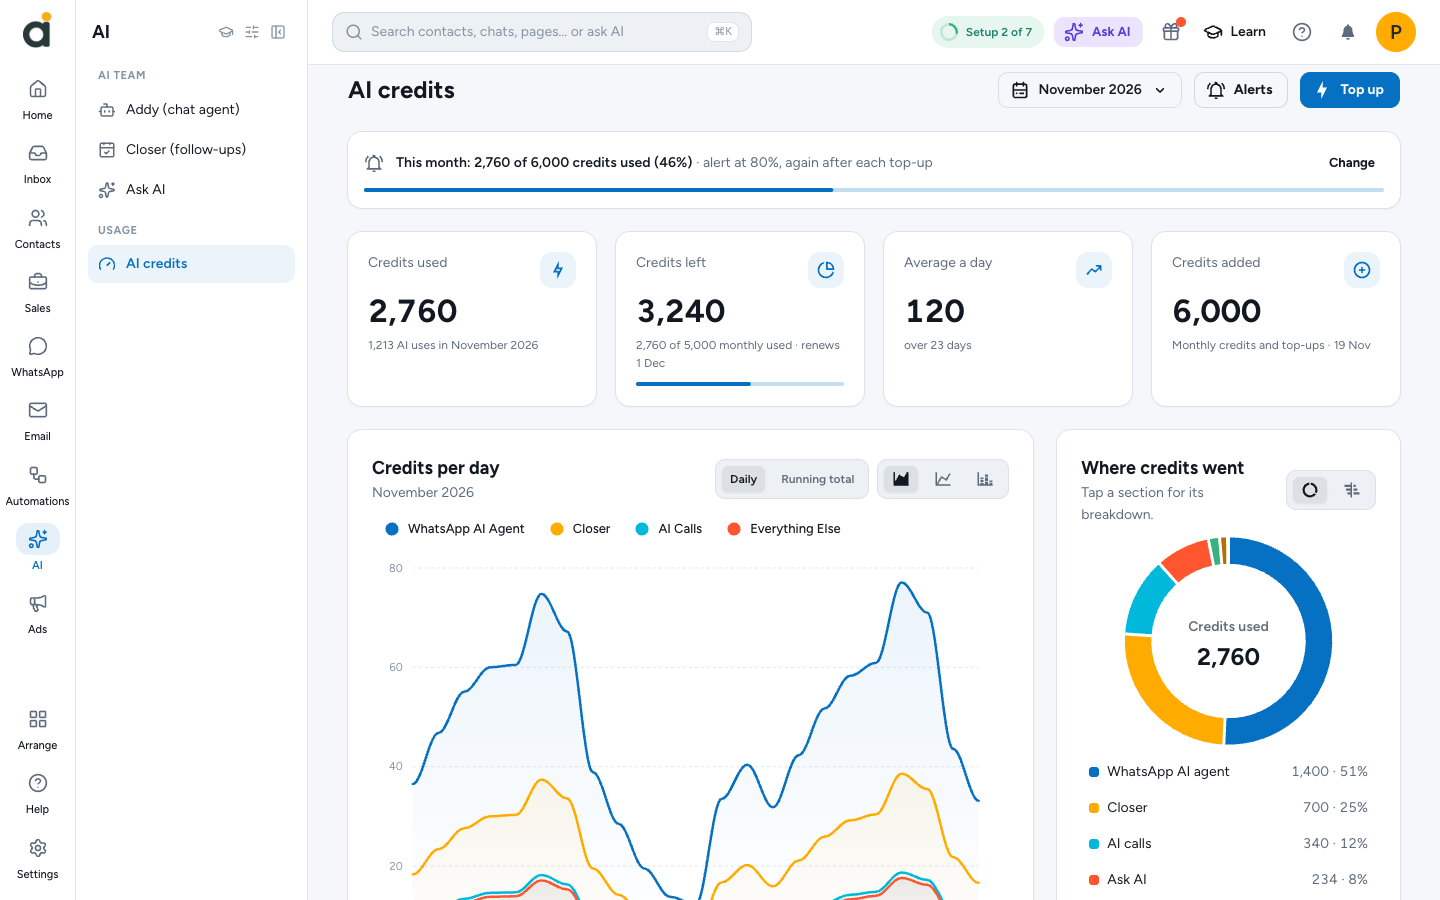 AI
Search contacts, chats, pages... or ask AI
⌘K
Setup 2 of 7
Ask AI
Learn
P
Home
Inbox
Contacts
Sales
WhatsApp
Email
Automations
AI
Ads
Arrange
Help
Settings
AI TEAM
Addy (chat agent)
Closer (follow-ups)
Ask AI
USAGE
AI credits
AI credits
November 2026
Alerts
Top up
This month: 2,760 of 6,000 credits used (46%) · alert at 80%, again after each top-up
Change
Credits used
2,760
1,213 AI uses in November 2026
Credits left
3,240
2,760 of 5,000 monthly used · renews
1 Dec
Average a day
120
over 23 days
Credits added
6,000
Monthly credits and top-ups · 19 Nov
Credits per day
November 2026
Daily
Running total
WhatsApp AI Agent
Closer
AI Calls
Everything Else
80
60
40
20
Where credits went
Tap a section for its
breakdown.
Credits used
2,760
WhatsApp AI agent 1,400 · 51%
Closer 700 · 25%
AI calls 340 · 12%
Ask AI 234 · 8%